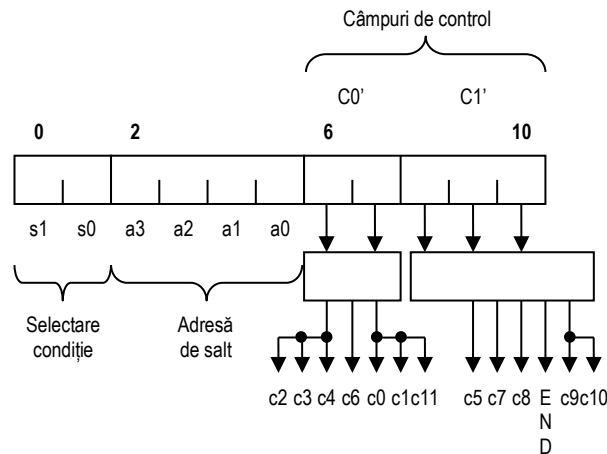 Câmpuri de control
C0' C1'
0 2 6 10
s1 s0 a3 a2 a1 a0
Selectare
condiție
Adresă
de salt
c2 c3 c4 c6 c0 c1c11 c5 c7 c8 E c9c10
N
D